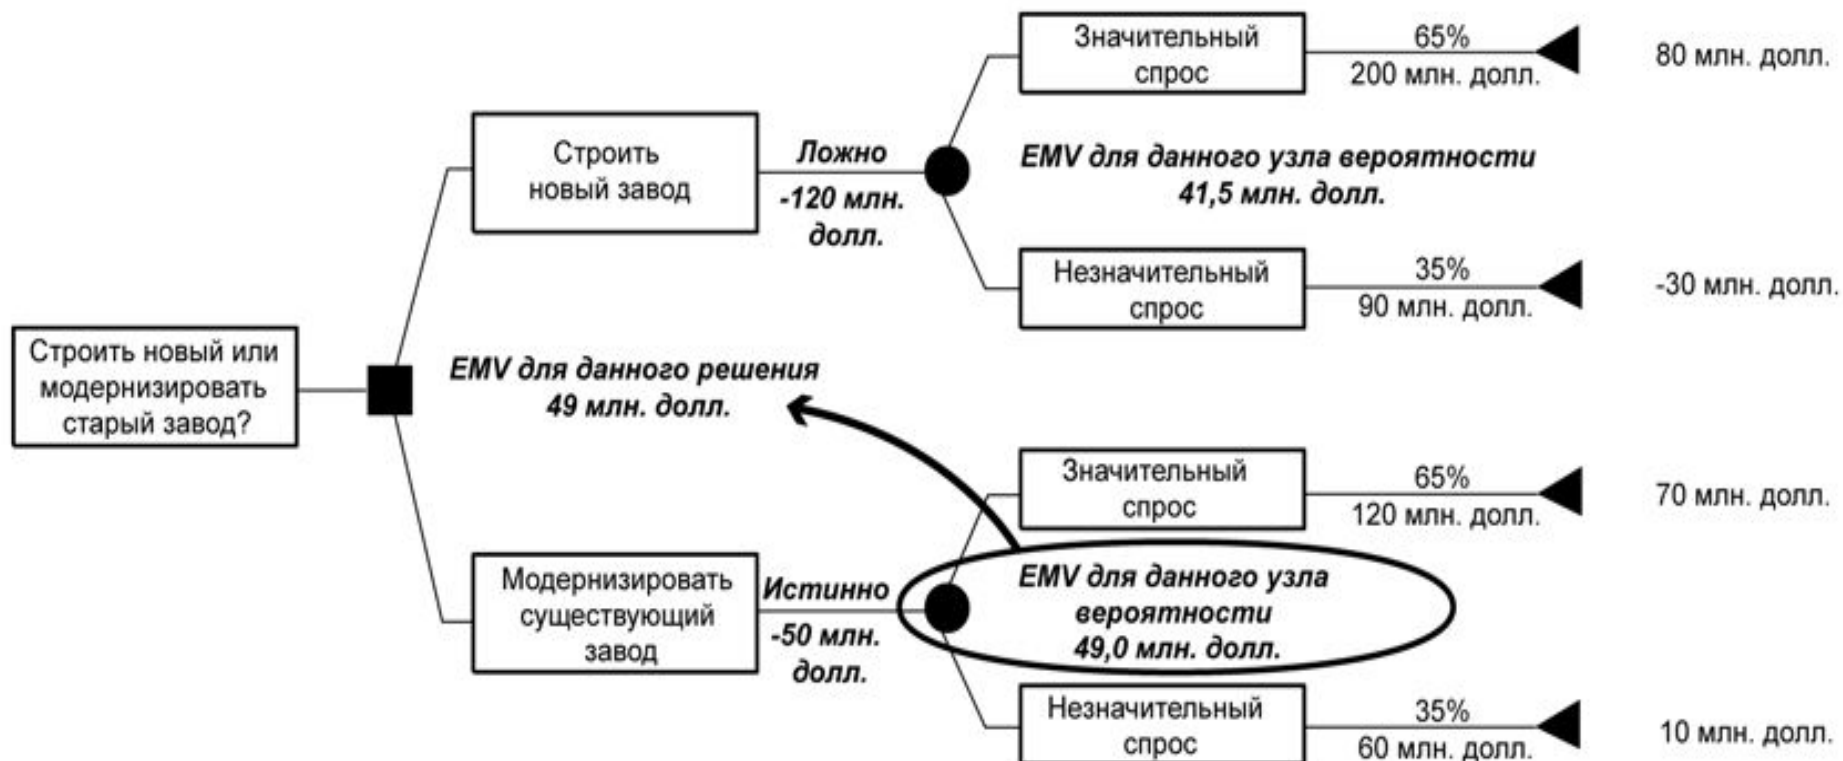 Строить новый или
модернизировать
старый завод?
Строить
новый завод
Ложно
-120 млн.
долл.
Значительный
спрос
65%
200 млн. долл.
80 млн. долл.
EMV для данного узла вероятности
41,5 млн. долл.
Незначительный
спрос
35%
90 млн. долл.
-30 млн. долл.
EMV для данного решения
49 млн. долл.
Модернизировать
существующий
завод
Истинно
-50 млн.
долл.
Значительный
спрос
65%
120 млн. долл.
70 млн. долл.
EMV для данного узла
вероятности
49,0 млн. долл.
Незначительный
спрос
35%
60 млн. долл.
10 млн. долл.